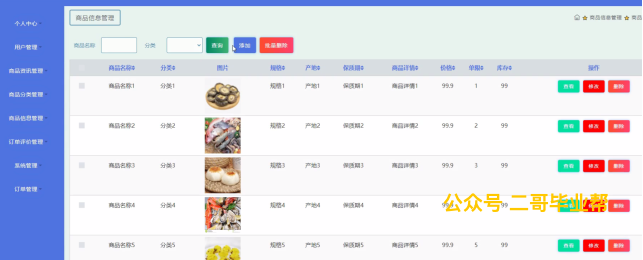 商品信息管理
商品信息管理
个人中心
用户管理
商品资讯管理
商品分类管理
商品信息管理
订单评价管理
系统管理
订单管理
商品名称 分类 查询 添加 批量删除
商品名称 分类 图片 规格 产地 保质期 商品详情 价格 单限 库存 操作
商品名称1 分类1 规格1 产地1 保质期1 商品详情1 99.9 1 99 查看 修改 删除
商品名称2 分类2 规格2 产地2 保质期2 商品详情2 99.9 2 99 查看 修改 删除
商品名称3 分类3 规格3 产地3 保质期3 商品详情3 99.9 3 99 查看 修改 删除
商品名称4 分类4 规格4 产地4 保质期4 商品详情4 99.9
公众号 二哥毕业帮
商品名称5 分类5 规格5 产地5 保质期5 商品详情5 99.9 5 99 查看 修改 删除